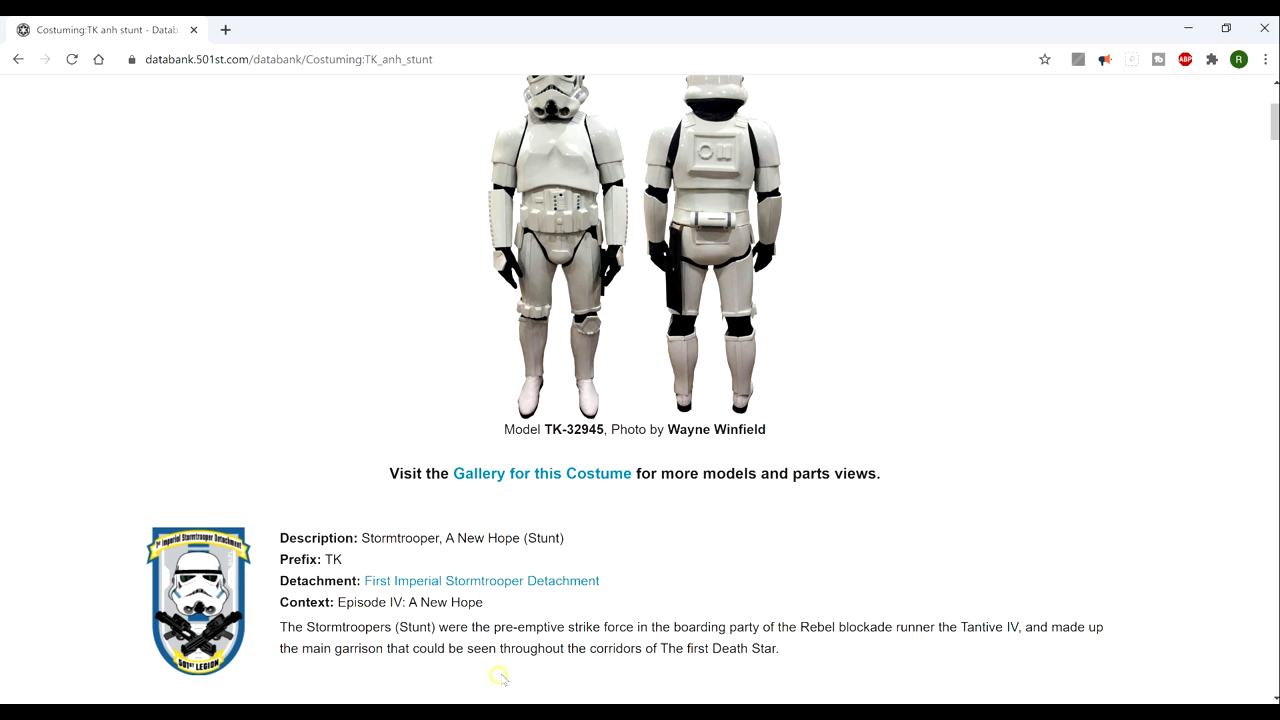 Costuming:TK anh stunt - Datab
databank.501st.com/databank/Costuming:TK_anh_stunt
ABP
R
Model TK-32945, Photo by Wayne Winfield
Visit the Gallery for this Costume for more models and parts views.
Imperial Stormtrooper Detachment
501st LEGION
Description: Stormtrooper, A New Hope (Stunt)
Prefix: TK
Detachment: First Imperial Stormtrooper Detachment
Context: Episode IV: A New Hope
The Stormtroopers (Stunt) were the pre-emptive strike force in the boarding party of the Rebel blockade runner the Tantive IV, and made up
the main garrison that could be seen throughout the corridors of The first Death Star.